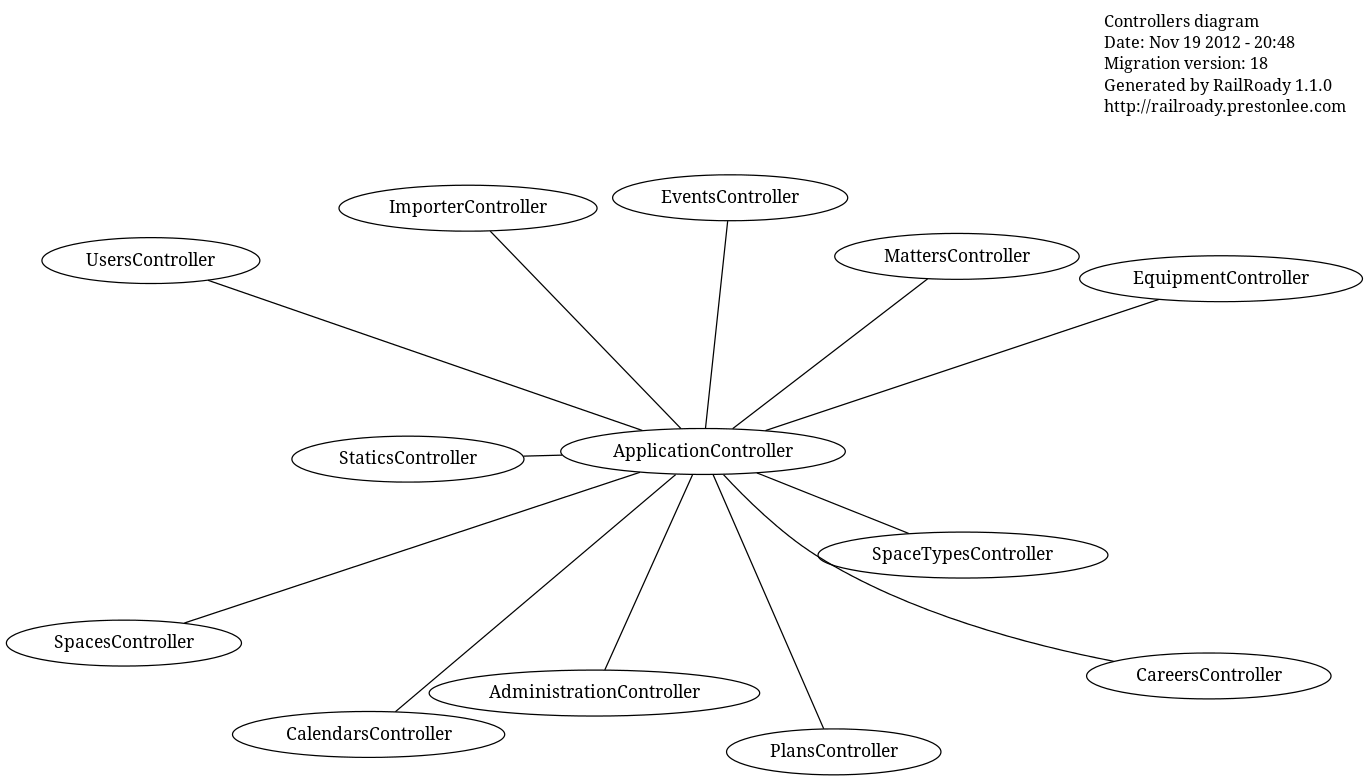 Controllers diagram
Date: Nov 19 2012 - 20:48
Migration version: 18
Generated by RailRoady 1.1.0
http://railroady.prestonlee.com
EventsController
ImporterController
MattersController
UsersController
EquipmentController
ApplicationController
StaticsController
SpaceTypesController
SpacesController
CareersController
AdministrationController
CalendarsController
PlansController